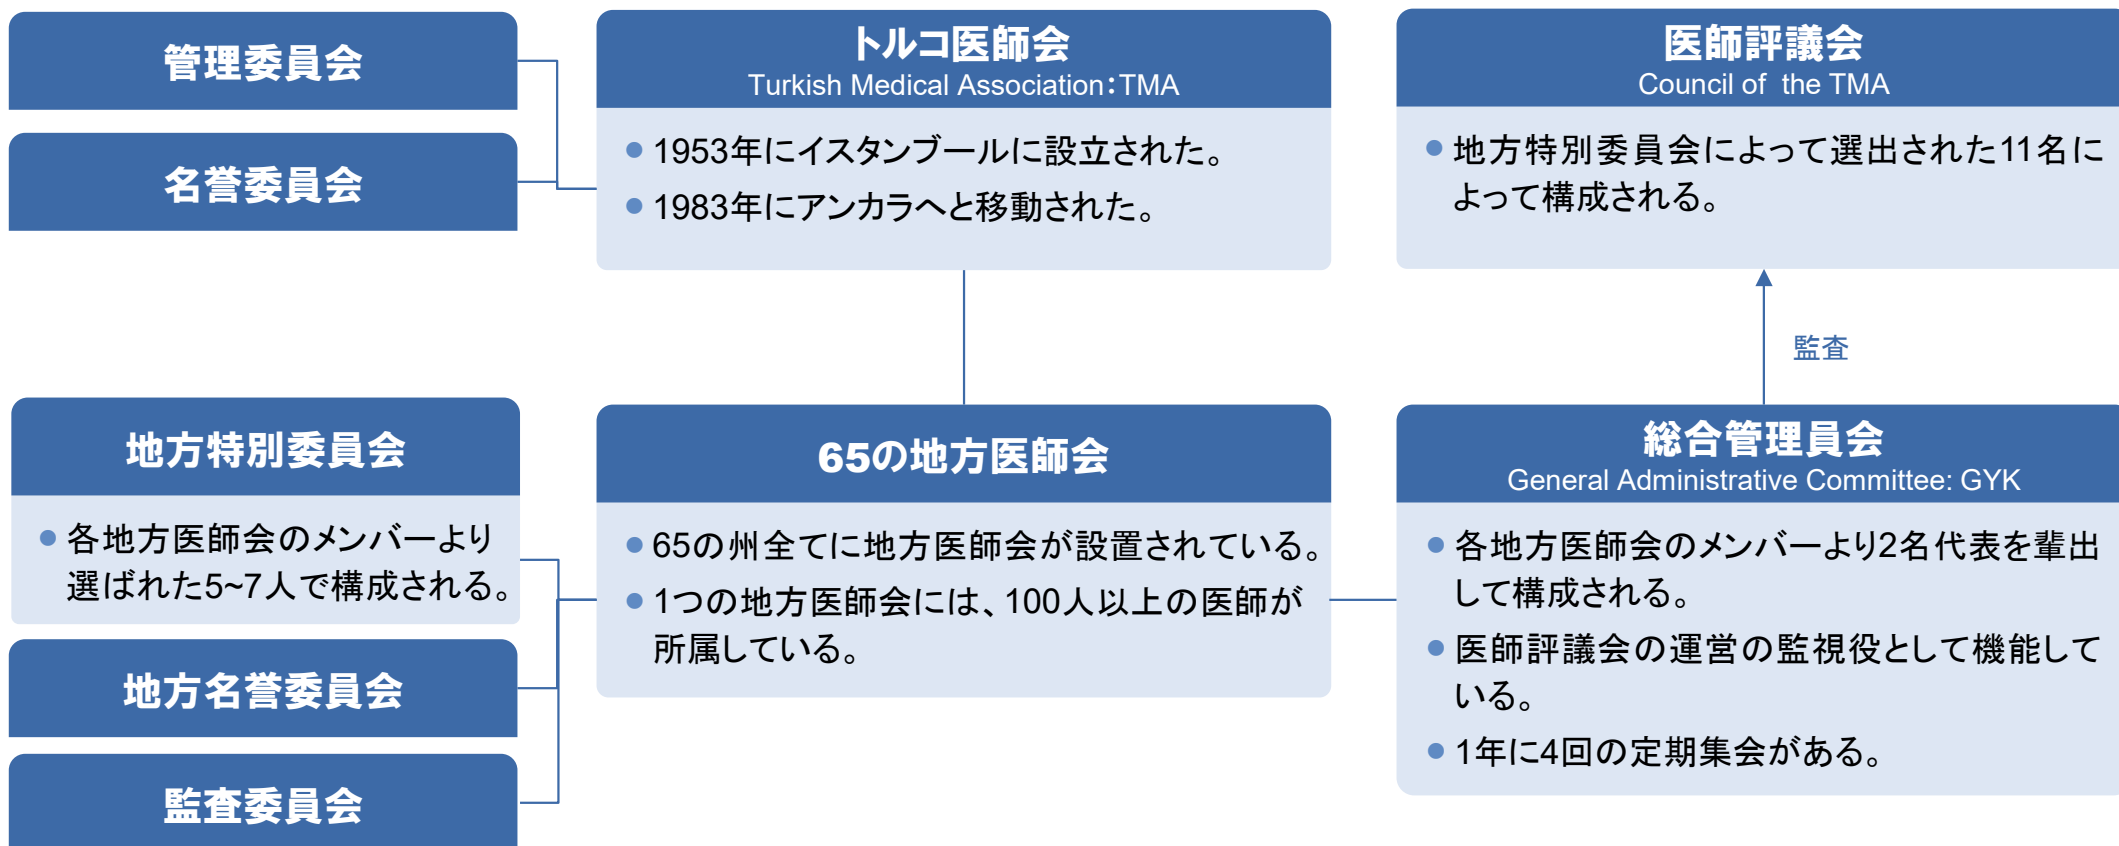 管理委員会
名誉委員会
トルコ医師会
Turkish Medical Association：TMA
● 1953年にイスタンブールに設立された。
● 1983年にアンカラへと移動された。
医師評議会
Council of the TMA
● 地方特別委員会によって選出された11名に
よって構成される。
監査
地方特別委員会
● 各地方医師会のメンバーより
選ばれた5~7人で構成される。
地方名誉委員会
監査委員会
65の地方医師会
● 65の州全てに地方医師会が設置されている。
● 1つの地方医師会には、100人以上の医師が
所属している。
総合管理員会
General Administrative Committee: GYK
● 各地方医師会のメンバーより2名代表を輩出
して構成される。
● 医師評議会の運営の監視役として機能して
いる。
● 1年に4回の定期集会がある。